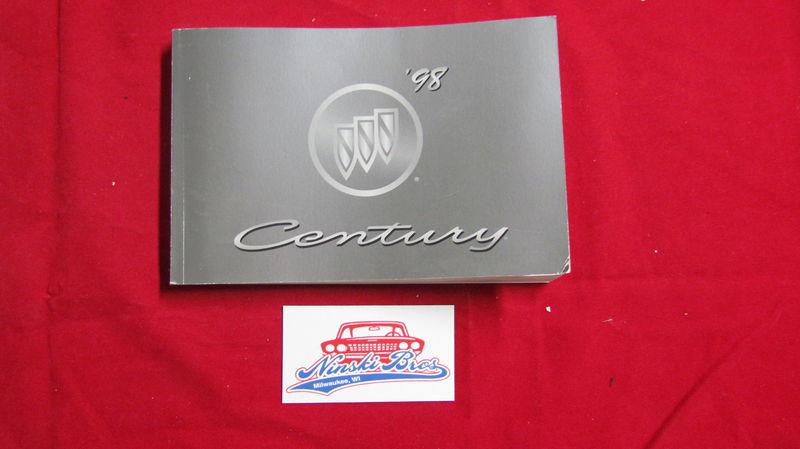 '98
Century
Ninski Bros
Milwaukee, WI